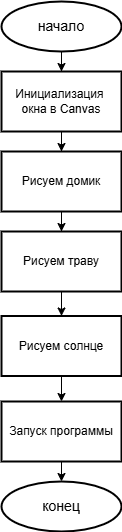 начало
Инициализация
окна в Canvas
Рисуем домик
Рисуем траву
Рисуем солнце
Запуск программы
конец